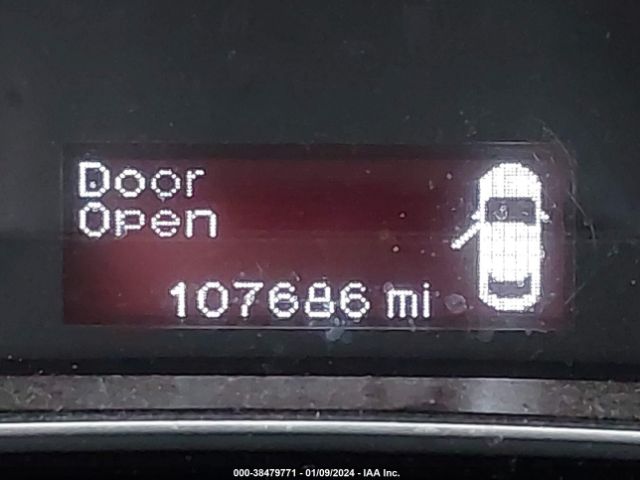 Door
Open
107686 mi
000-38479771 - 01/09/2024 - IAA Inc.